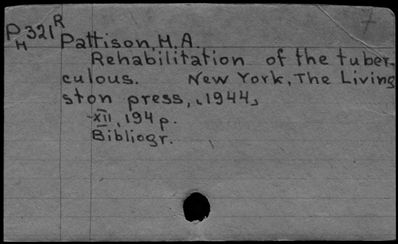 P321R
H
Pattison, H.A.
Rehabilitation of the tuber-
culous. New York, The Living
ston press, [1944]
XII, 194 p.
Bibliogr.